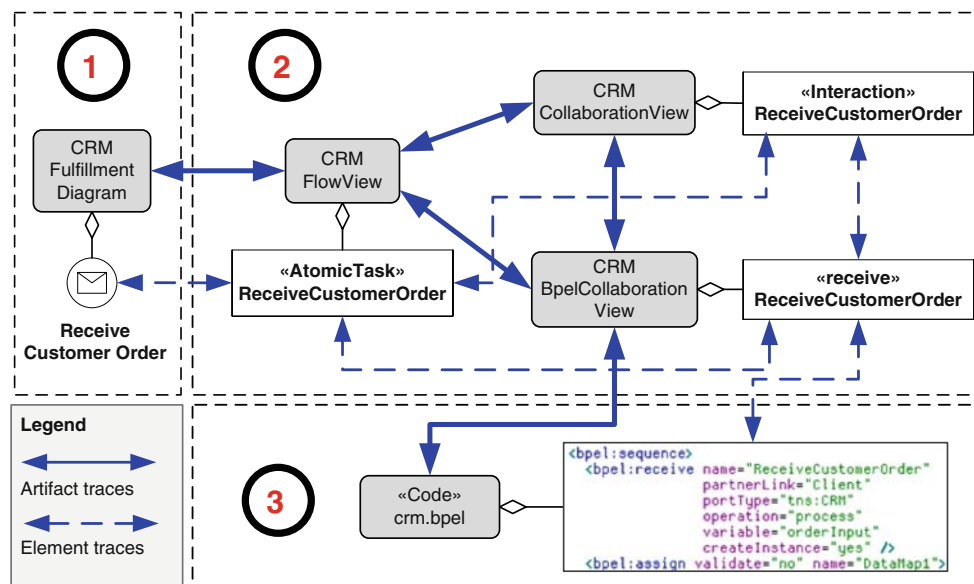 1
CRM
Fulfillment
Diagram
Receive
Customer Order
2
CRM
FlowView
«AtomicTask»
ReceiveCustomerOrder
CRM
CollaborationView
«Interaction»
ReceiveCustomerOrder
CRM
BpelCollaboration
View
«receive»
ReceiveCustomerOrder
Legend
Artifact traces
Element traces
3
«Code»
crm.bpel
<bpel:sequence>
<bpel:receive name="ReceiveCustomerOrder"
partnerLink="Client"
portType="tns:CRM"
operation="process"
variable="orderInput"
createInstance="yes" />
<bpel:assign validate="no" name="DataMap1">